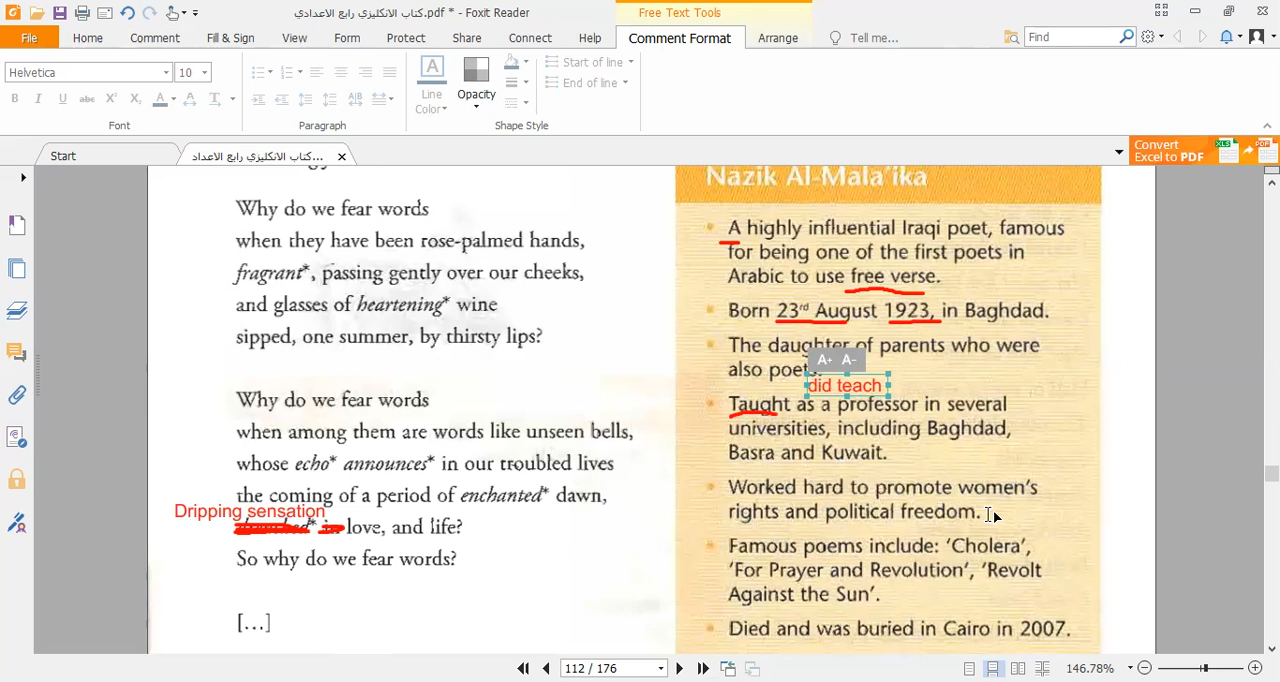 كتاب الانكليزي رابع الاعدادي.pdf * - Foxit Reader
Free Text Tools
File
Home
Comment
Fill & Sign
View
Form
Protect
Share
Connect
Help
Comment Format
Arrange
Tell me...
Find
Helvetica
10
Line Color
Opacity
Start of line
End of line
Font
Paragraph
Shape Style
Start
كتاب الانكليزي رابع الاعداد...
Convert
Excel to PDF
Why do we fear words
when they have been rose-palmed hands,
fragrant*, passing gently over our cheeks,
and glasses of heartening* wine
sipped, one summer, by thirsty lips?
Why do we fear words
when among them are words like unseen bells,
whose echo* announces* in our troubled lives
the coming of a period of enchanted* dawn,
Dripping sensation
love, and life?
So why do we fear words?
[...]
Nazik Al-Mala'ika
A highly influential Iraqi poet, famous
for being one of the first poets in
Arabic to use free verse.
Born 23rd August 1923, in Baghdad.
The daughter of parents who were
also poets.
A+ A-
did teach
Taught as a professor in several
universities, including Baghdad,
Basra and Kuwait.
Worked hard to promote women's
rights and political freedom.
Famous poems include: 'Cholera',
'For Prayer and Revolution', 'Revolt
Against the Sun'.
Died and was buried in Cairo in 2007.
112 / 176
146.78%